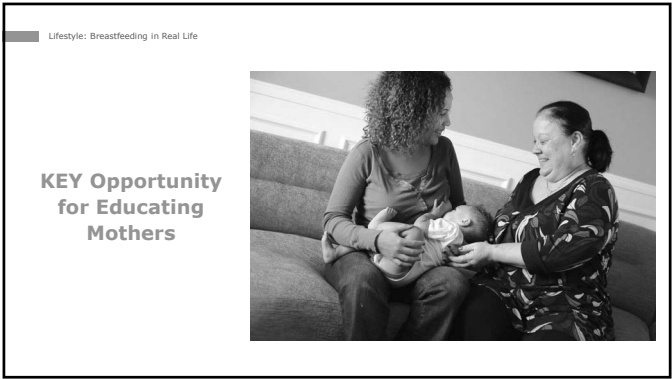 Lifestyle: Breastfeeding in Real Life
KEY Opportunity
for Educating
Mothers